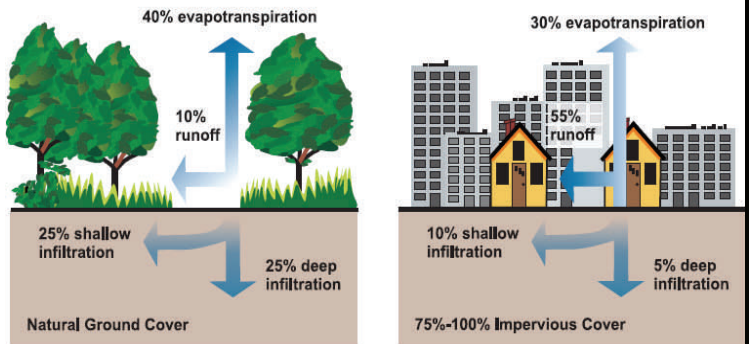 40% evapotranspiration
10%
runoff
25% shallow
infiltration
25% deep
infiltration
Natural Ground Cover
30% evapotranspiration
55%
runoff
10% shallow
infiltration
5% deep
infiltration
75%-100% Impervious Cover